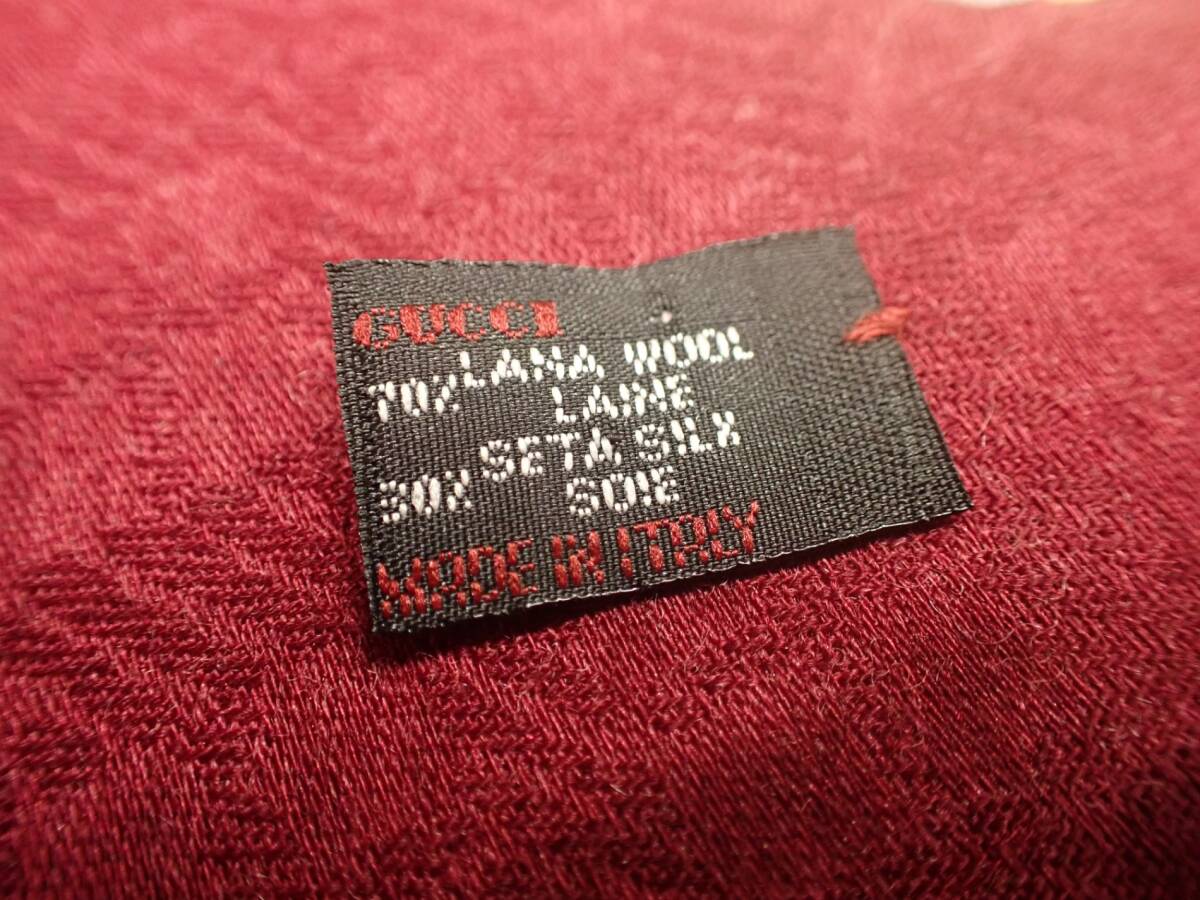 GUCCI
70% LANA WOOL
LAINE
30% SETA SILK
SOIE
MADE IN ITALY